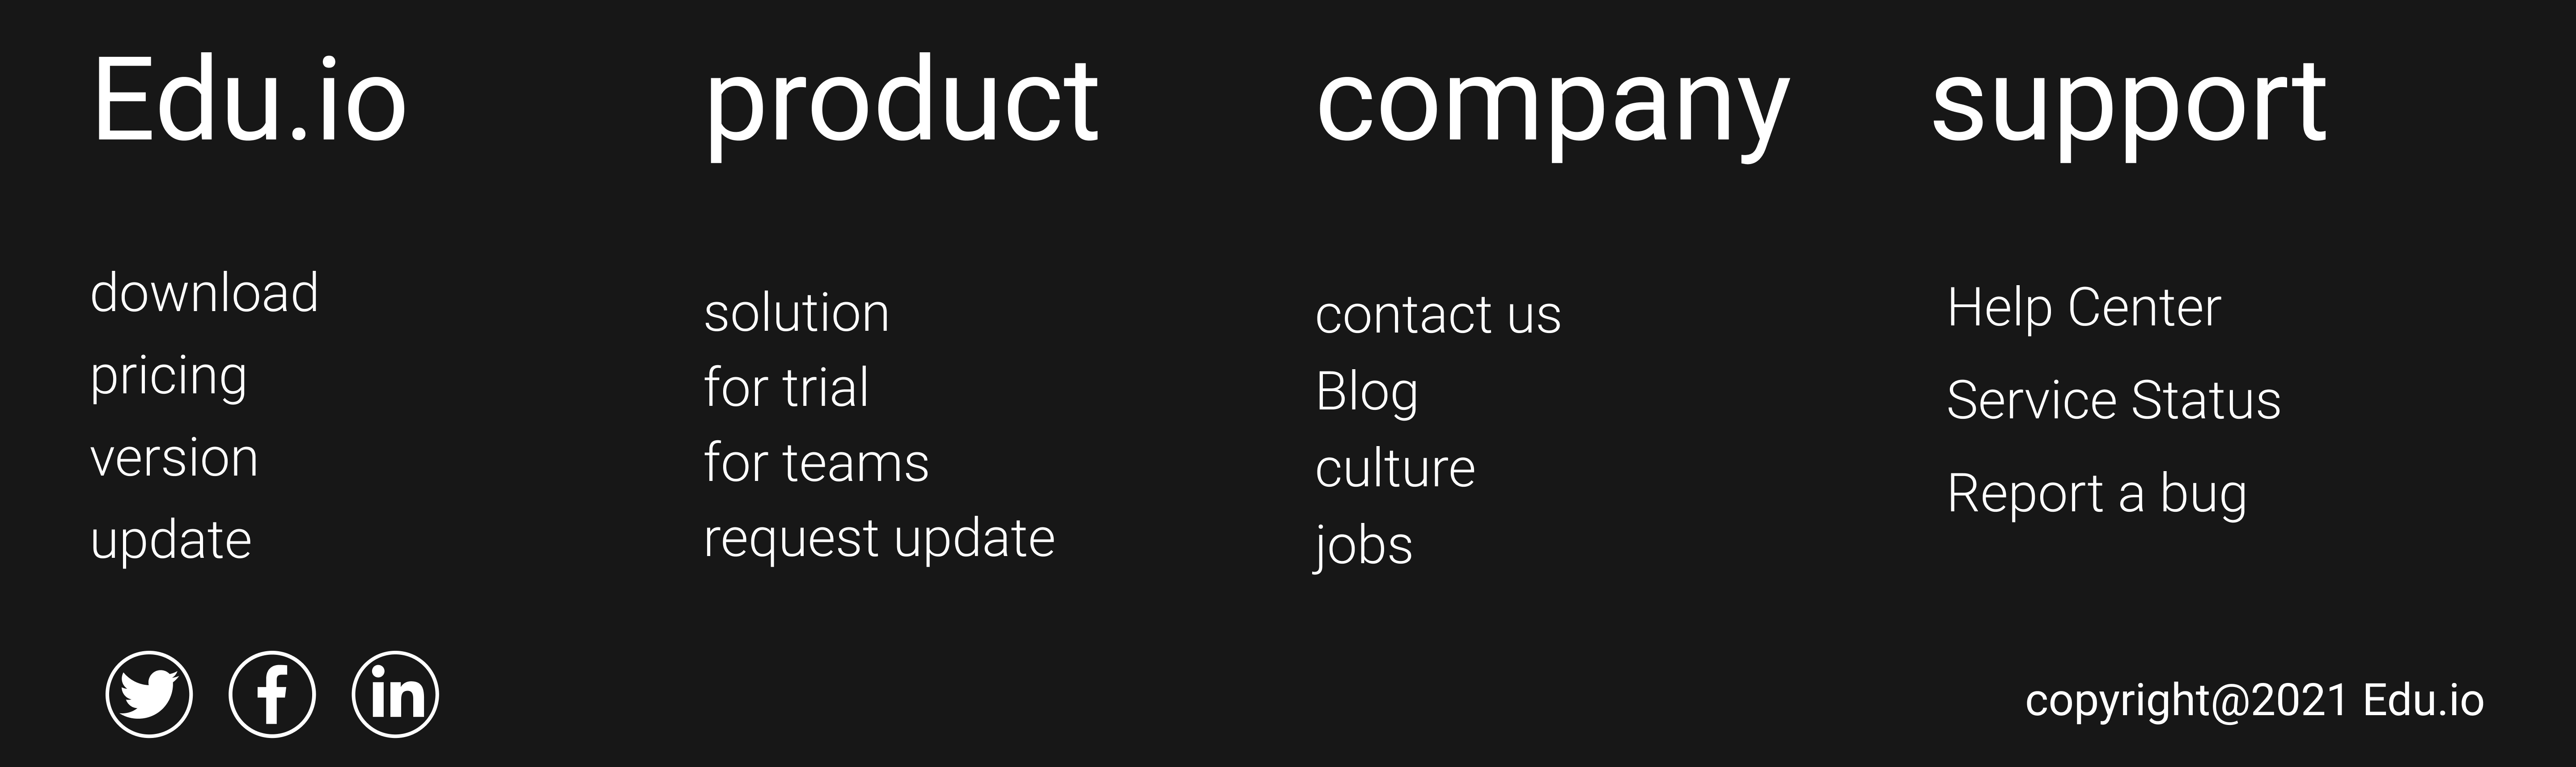 Edu.io
download
pricing
version
update
product
solution
for trial
for teams
request update
company
contact us
Blog
culture
jobs
support
Help Center
Service Status
Report a bug
f
in
copyright@2021 Edu.io